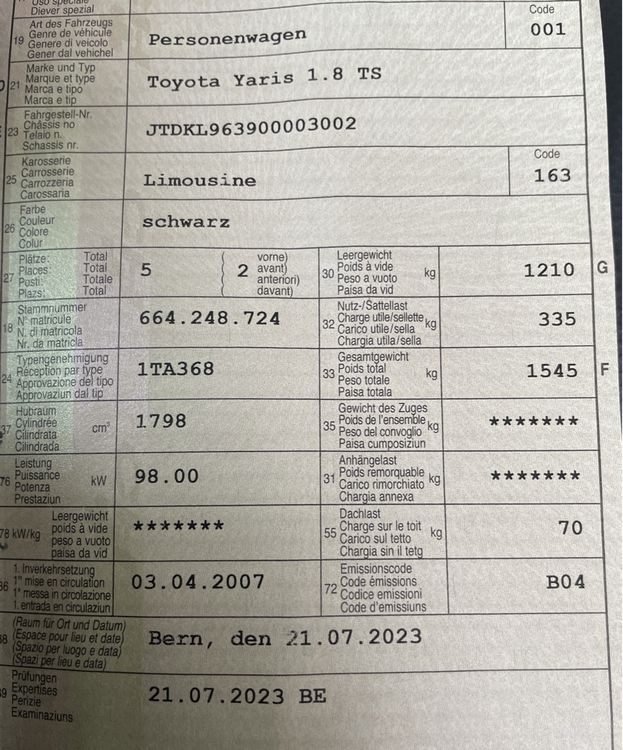 Diever spezial
Code
19 Art des Fahrzeugs
Genre de véhicule
Genere di veicolo
Gener dal vehichel
Personenwagen
001
21 Marke und Typ
Marque et type
Marca e tipo
Marca e tip
Toyota Yaris 1.8 TS
23 Fahrgestell-Nr.
Châssis no
Telaio n.
Schassis nr.
JTDKL963900003002
25 Karosserie
Carrosserie
Carrozzeria
Carossaria
Limousine
Code
163
26 Farbe
Couleur
Colore
Colur
schwarz
27 Plätze: Total
Places: Total
Posti: Totale
Plazs: Total
5
( 2 vorne)
avant)
anteriori)
davant)
30 Leergewicht
Poids à vide
Peso a vuoto
Paisa da vid
kg
1210 G
18 Stammnummer
N° matricule
N. di matricola
Nr. da matricla
664.248.724
32 Nutz-/Sattellast
Charge utile/sellette
Carico utile/sella
Chargia utila/sella
kg
335
24 Typengenehmigung
Réception par type
Approvazione del tipo
Approvaziun dal tip
1TA368
33 Gesamtgewicht
Poids total
Peso totale
Paisa totala
kg
1545 F
37 Hubraum
Cylindrée
Cilindrata
Cilindrada
cm³
1798
35 Gewicht des Zuges
Poids de l'ensemble
Peso del convoglio
Paisa cumposiziun
kg
*******
76 Leistung
Puissance
Potenza
Prestaziun
kW
98.00
31 Anhängelast
Poids remorquable
Carico rimorchiato
Chargia annexa
kg
*******
78 kW/kg
Leergewicht
poids à vide
peso a vuoto
paisa da vid
*******
55 Dachlast
Charge sur le toit
Carico sul tetto
Chargia sin il tetg
kg
70
36 1. Inverkehrsetzung
1re mise en circulation
1a messa in circolazione
1. entrada en circulaziun
03.04.2007
72 Emissionscode
Code émissions
Codice emissioni
Code d'emissiuns
B04
38 (Raum für Ort und Datum)
(Espace pour lieu et date)
(Spazio per luogo e data)
(Spazi per lieu e data)
Bern, den 21.07.2023
39 Prüfungen
Expertises
Perizie
Examinaziuns
21.07.2023 BE